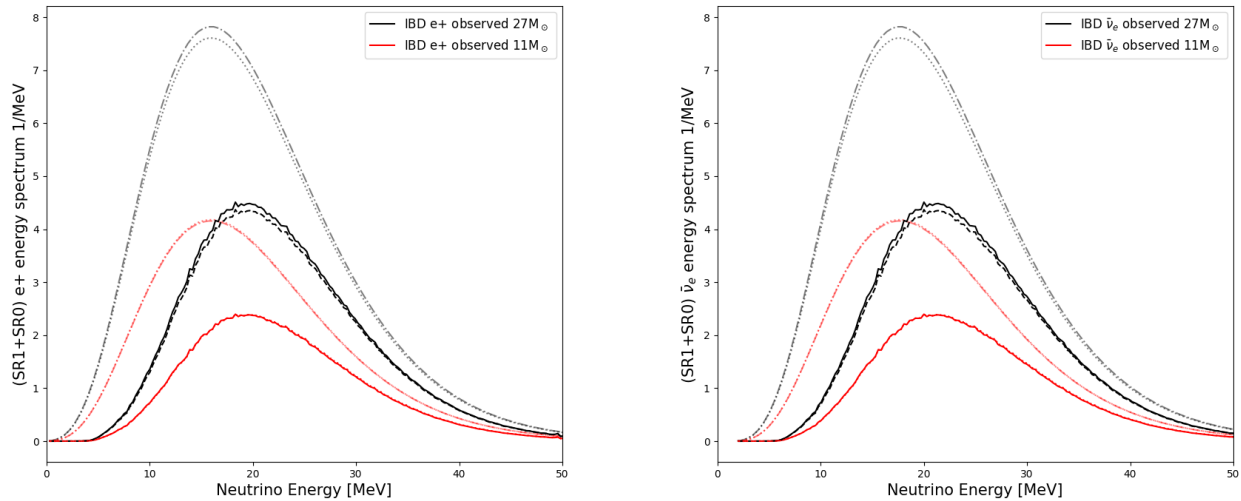 IBD e+ observed 27M⊙
IBD e+ observed 11M⊙
(SR1+SR0) e+ energy spectrum 1/MeV
8
7
6
5
4
3
2
1
0
0 10 20 30 40 50
Neutrino Energy [MeV]
IBD ν̄e observed 27M⊙
IBD ν̄e observed 11M⊙
(SR1+SR0) ν̄e energy spectrum 1/MeV
8
7
6
5
4
3
2
1
0
0 10 20 30 40 50
Neutrino Energy [MeV]